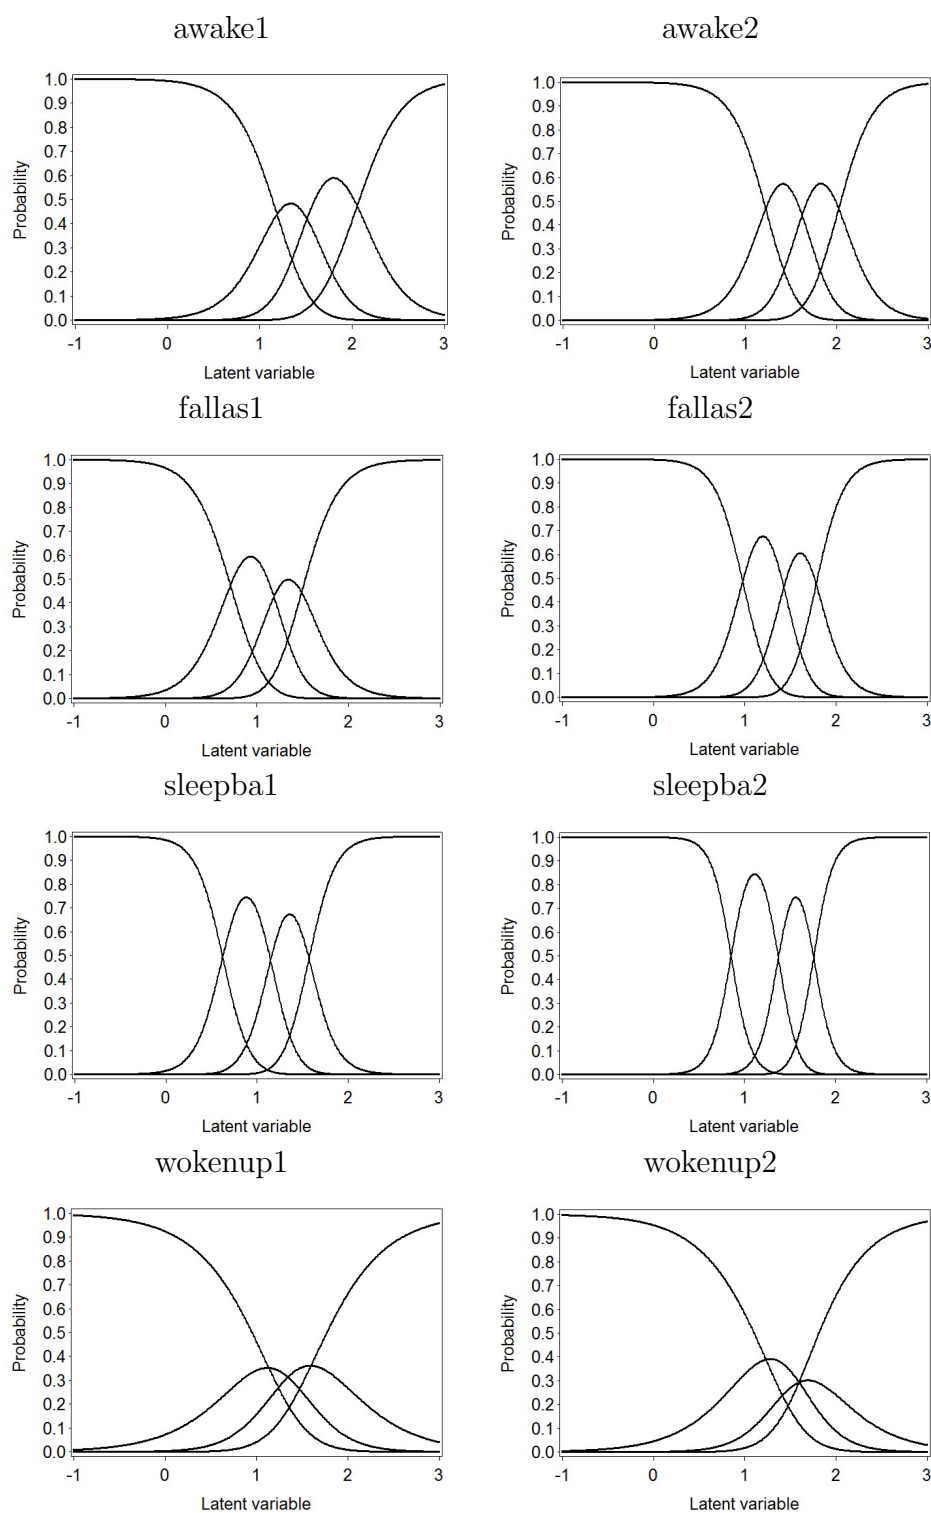 awake1
1.0
0.9
0.8
0.7
0.6
0.5
0.4
0.3
0.2
0.1
0.0
Probability
-1 0 1 2 3
Latent variable
awake2
1.0
0.9
0.8
0.7
0.6
0.5
0.4
0.3
0.2
0.1
0.0
Probability
-1 0 1 2 3
Latent variable
fallas1
1.0
0.9
0.8
0.7
0.6
0.5
0.4
0.3
0.2
0.1
0.0
Probability
-1 0 1 2 3
Latent variable
fallas2
1.0
0.9
0.8
0.7
0.6
0.5
0.4
0.3
0.2
0.1
0.0
Probability
-1 0 1 2 3
Latent variable
sleepba1
1.0
0.9
0.8
0.7
0.6
0.5
0.4
0.3
0.2
0.1
0.0
Probability
-1 0 1 2 3
Latent variable
sleepba2
1.0
0.9
0.8
0.7
0.6
0.5
0.4
0.3
0.2
0.1
0.0
Probability
-1 0 1 2 3
Latent variable
wokenup1
1.0
0.9
0.8
0.7
0.6
0.5
0.4
0.3
0.2
0.1
0.0
Probability
-1 0 1 2 3
Latent variable
wokenup2
1.0
0.9
0.8
0.7
0.6
0.5
0.4
0.3
0.2
0.1
0.0
Probability
-1 0 1 2 3
Latent variable